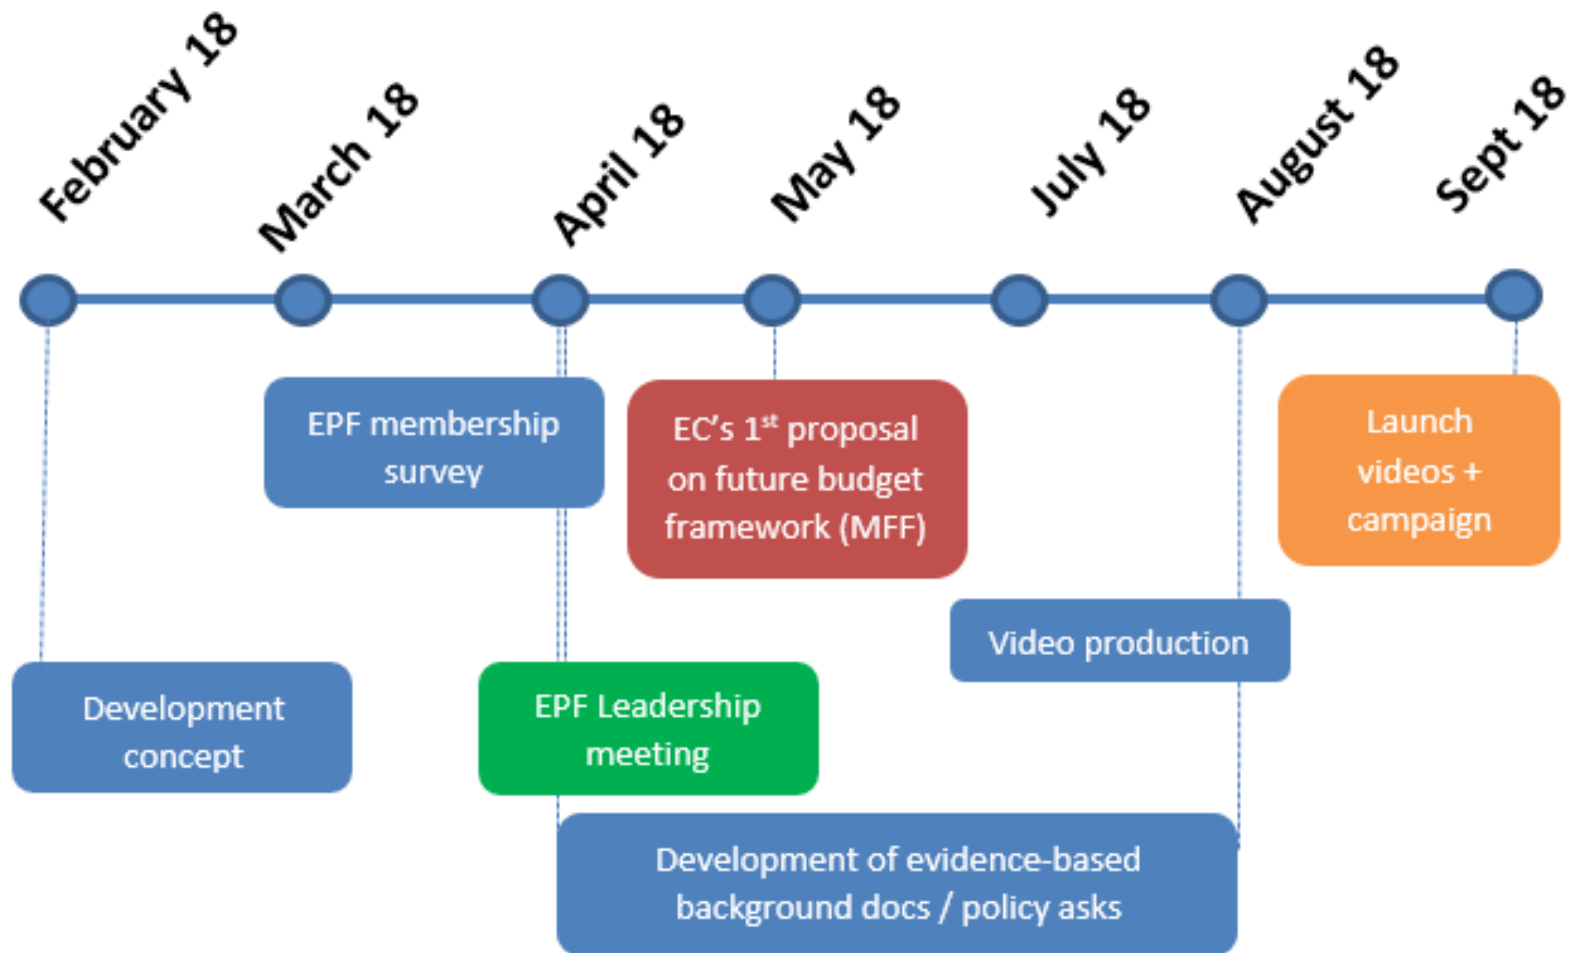 February 18
March 18
April 18
May 18
July 18
August 18
Sept 18
EPF membership
survey
EC's 1st proposal
on future budget
framework (MFF)
Launch
videos +
campaign
Video production
Development
concept
EPF Leadership
meeting
Development of evidence-based
background docs / policy asks